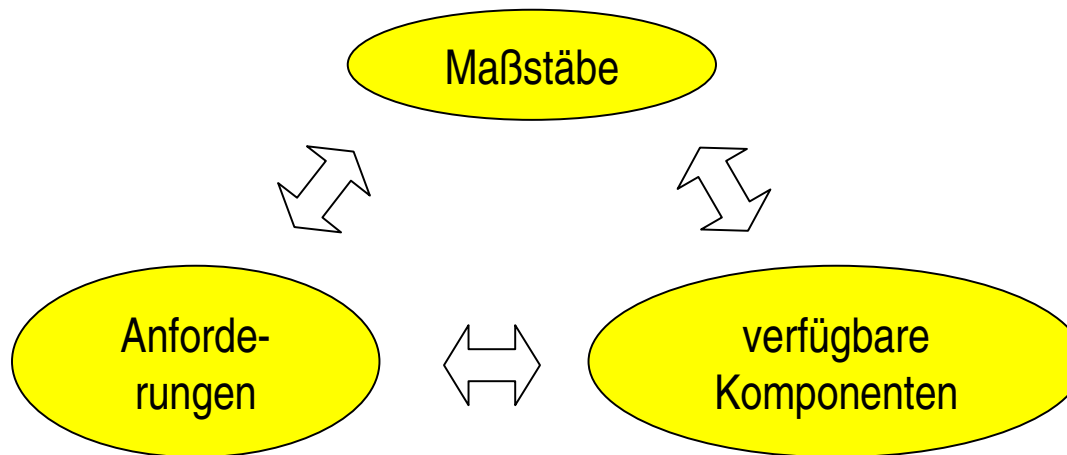 Maßstäbe
Anforde-
rungen
verfügbare
Komponenten